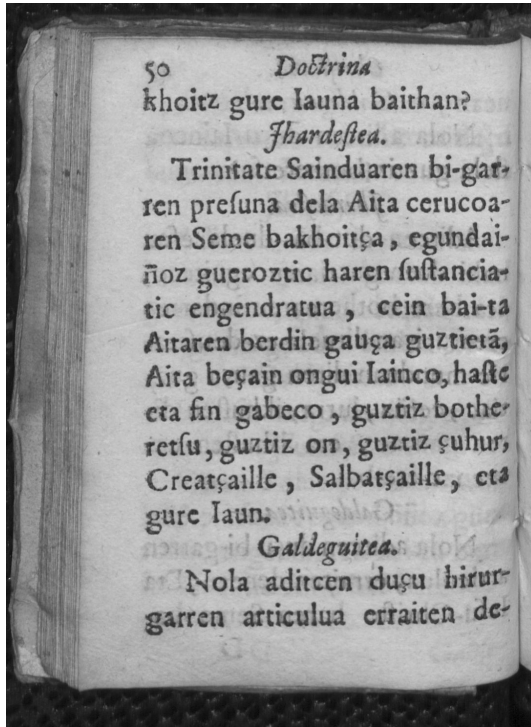 50 Doctrina
khoitz gure Iauna baithan?
Jhardeſtea.
Trinitate Sainduaren bi-gar-
ren preſuna dela Aita cerucoa-
ren Seme bakhoitça, egundai-
ñoz gueroztic haren ſuſtancia-
tic engendratua, cein bai-ta
Aitaren berdin gauça guztietã,
Aita beçain ongui Iainco, haſte
eta fin gabeco, guztiz bothe-
retſu, guztiz on, guztiz çuhur,
Creatçaille, Salbatçaille, eta
gure Iaun.
Galdeguitea.
Nola aditcen duçu hirur-
garren articulua erraiten de-